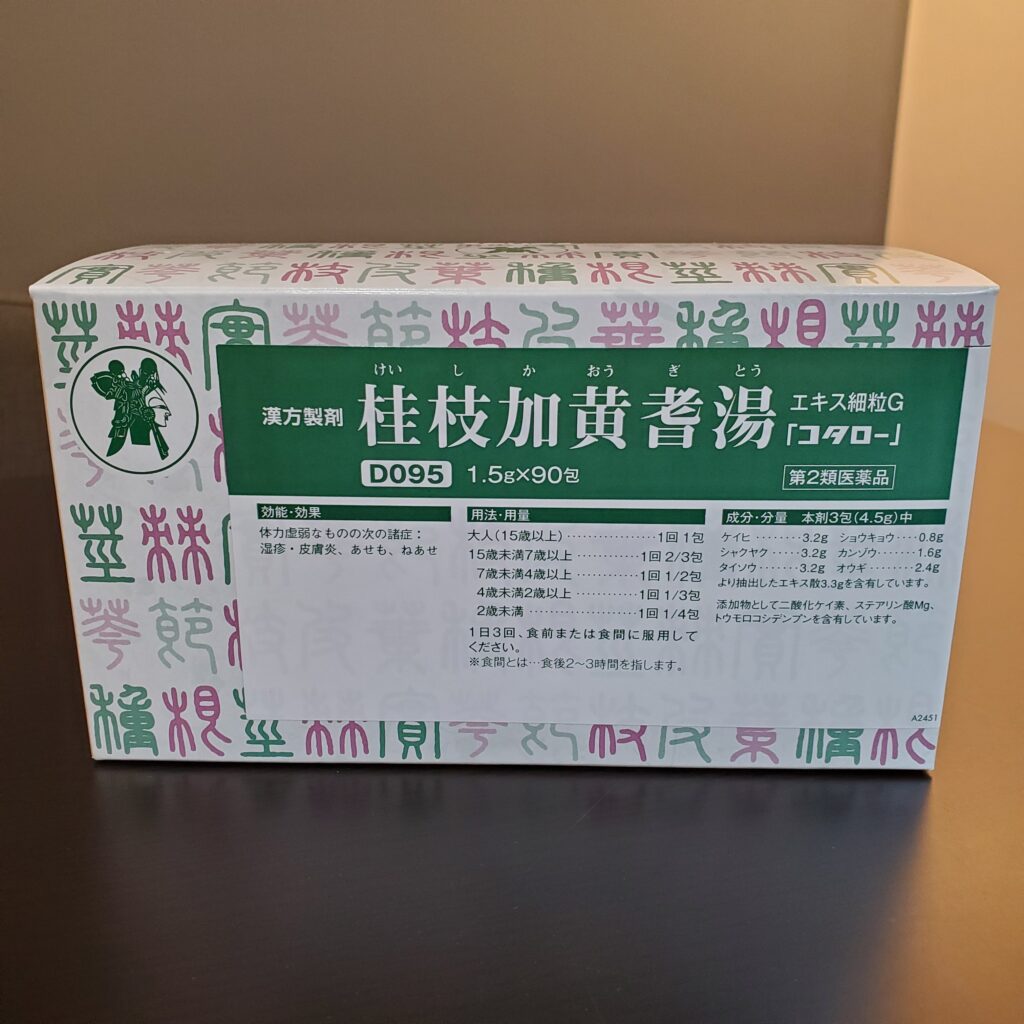 けいしかおうぎとう
漢方製剤 桂枝加黄耆湯 エキス細粒G「コタロー」
D095 1.5g×90包 第2類医薬品
効能・効果
体力虚弱なものの次の諸症：
湿疹・皮膚炎、あせも、ねあせ
用法・用量
大人(15歳以上)……………1回 1包
15歳未満7歳以上…………1回 2/3包
7歳未満4歳以上…………1回 1/2包
4歳未満2歳以上…………1回 1/3包
2歳未満…………………1回 1/4包
1日3回、食前または食間に服用して
ください。
※食間とは…食後2〜3時間を指します。
成分・分量 本剤3包(4.5g)中
ケイヒ………3.2g ショウキョウ……0.8g
シャクヤク……3.2g カンゾウ………1.6g
タイソウ………3.2g オウギ…………2.4g
より抽出したエキス散3.3gを含有しています。
添加物として二酸化ケイ素、ステアリン酸Mg、
トウモロコシデンプンを含有しています。
A2451